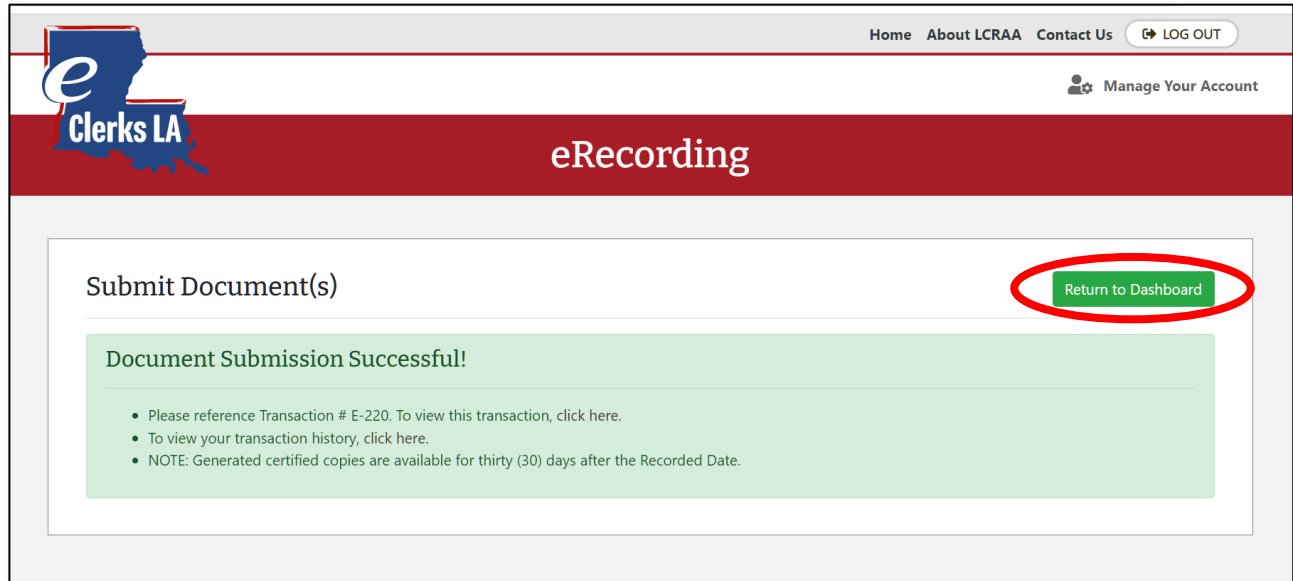 Home About LCRAA Contact Us LOG OUT
Manage Your Account
e
Clerks LA
eRecording
Submit Document(s)
Return to Dashboard
Document Submission Successful!
• Please reference Transaction # E-220. To view this transaction, click here.
• To view your transaction history, click here.
• NOTE: Generated certified copies are available for thirty (30) days after the Recorded Date.